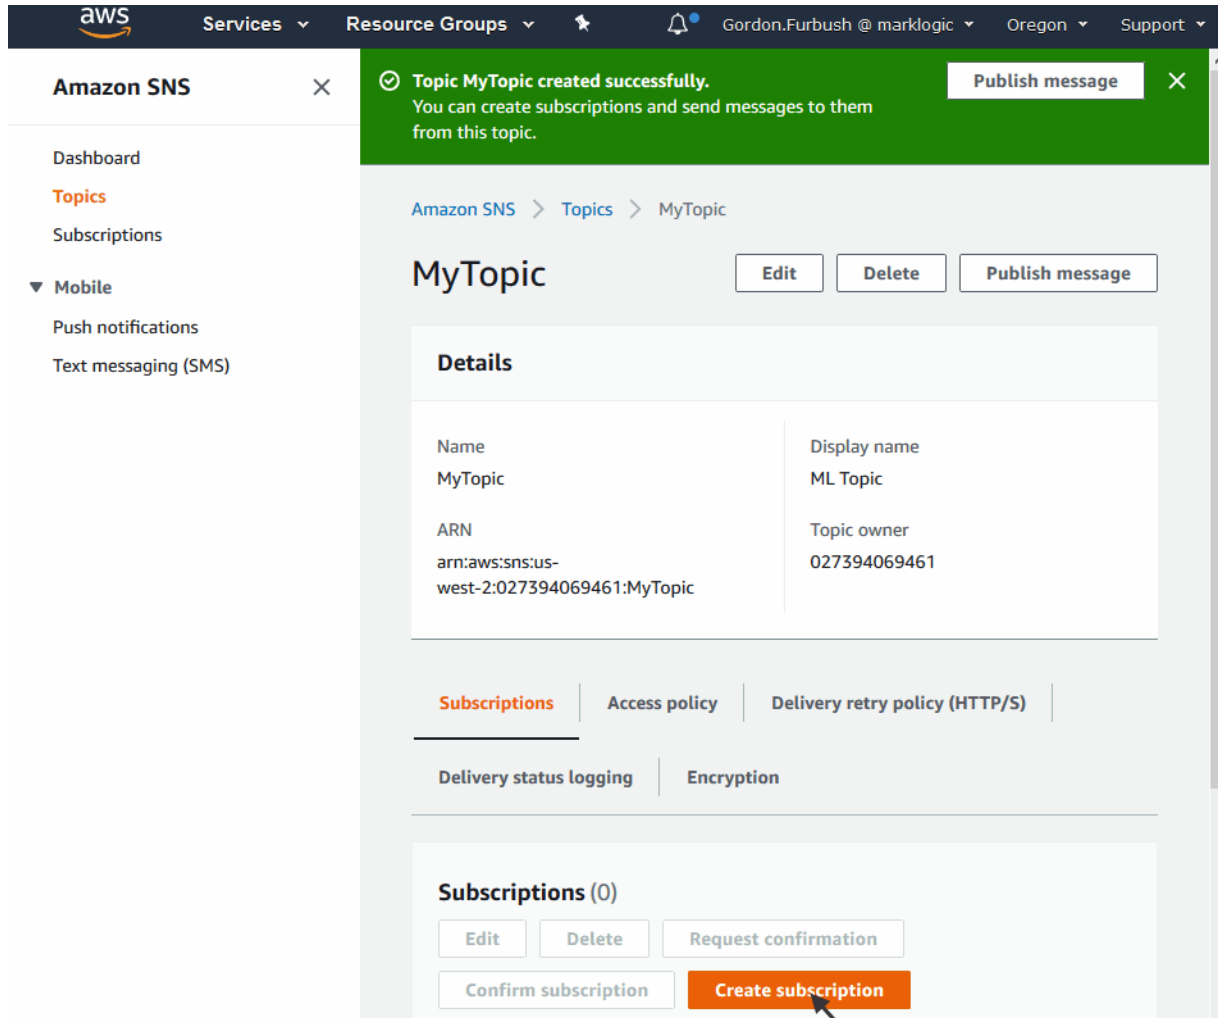 aws Services Resource Groups Gordon.Furbush @ marklogic Oregon Support
Amazon SNS
Dashboard
Topics
Subscriptions
Mobile
Push notifications
Text messaging (SMS)
Topic MyTopic created successfully.
You can create subscriptions and send messages to them
from this topic.
Publish message
Amazon SNS Topics MyTopic
MyTopic
Edit Delete Publish message
Details
Name
MyTopic
ARN
arn:aws:sns:us-
west-2:027394069461:MyTopic
Display name
ML Topic
Topic owner
027394069461
Subscriptions Access policy Delivery retry policy (HTTP/S)
Delivery status logging Encryption
Subscriptions (0)
Edit Delete Request confirmation
Confirm subscription Create subscription